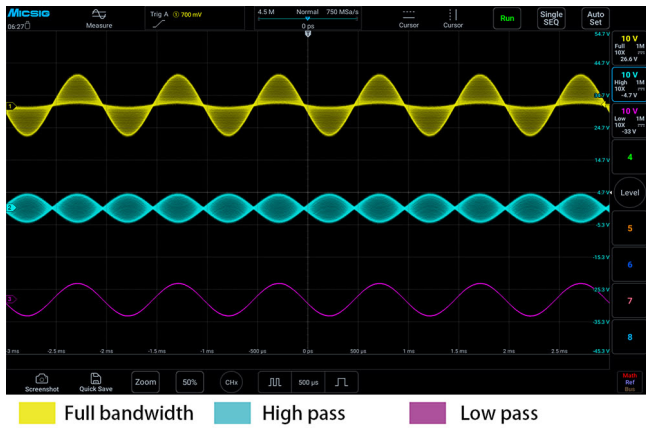 Micsig
06:27
Measure
Trig A ① 700 mV
4.5 M Normal 750 MSa/s
0 ps
Cursor Cursor
Run
Single SEQ
Auto Set
54.7 V
10 V
Full 1M
10X
26.6 V
44.7 V
10 V
High 1M
10X
-4.7 V
1
24.7 V
10 V
Low 1M
10X
-33 V
14.7 V
4
4.7 V
Level
2
-5.3 V
5
-15.3 V
6
3
-25.3 V
7
-35.3 V
8
-2.5 ms -2 ms -1.5 ms -1 ms -500 µs 0 ps 500 µs 1 ms 1.5 ms 2 ms 2.5 ms -45.3 V
Screenshot
Quick Save
Zoom
50%
CHx
500 µs
Math
Ref
Bus
Full bandwidth High pass Low pass